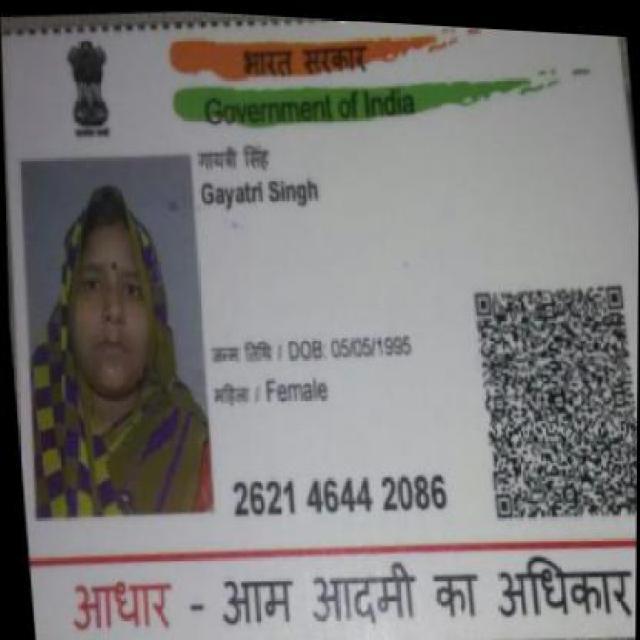 भारत सरकार
Government of India
गायत्री सिंह
Gayatri Singh
जन्म तिथि / DOB: 05/05/1995
महिला / Female
2621 4644 2086
आधार - आम आदमी का अधिकार